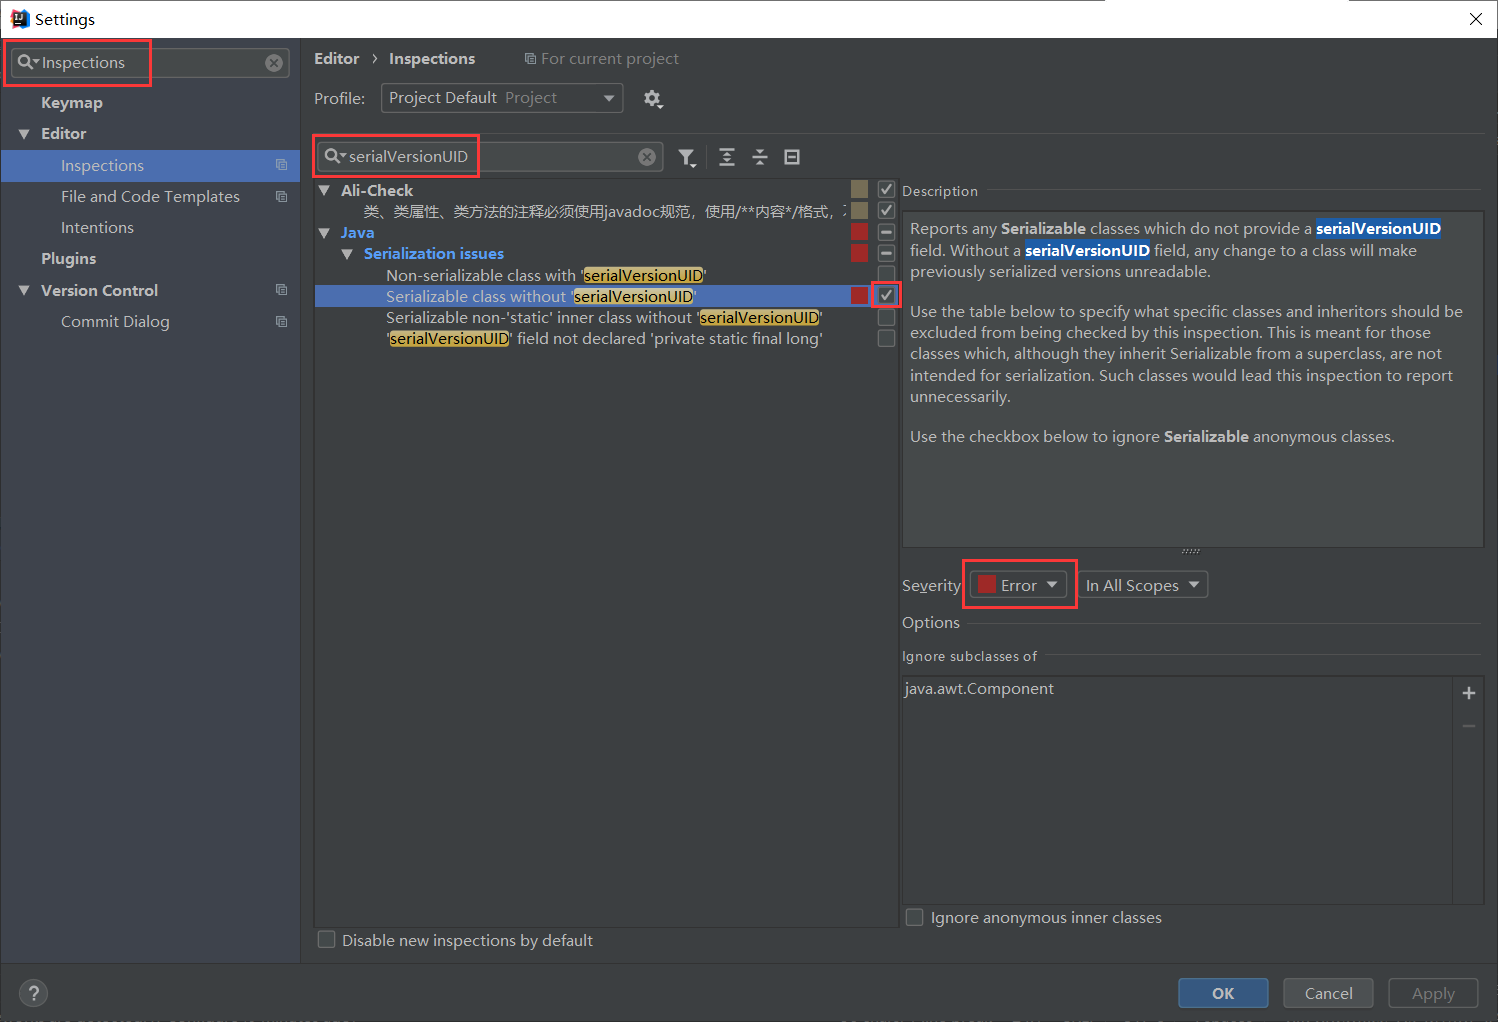 Settings
Inspections
Keymap
Editor
Inspections
File and Code Templates
Intentions
Plugins
Version Control
Commit Dialog
Editor › Inspections For current project
Profile: Project Default Project
serialVersionUID
Ali-Check
类、类属性、类方法的注释必须使用javadoc规范，使用/**内容*/格式，
Java
Serialization issues
Non-serializable class with 'serialVersionUID'
Serializable class without 'serialVersionUID'
Serializable non-'static' inner class without 'serialVersionUID'
'serialVersionUID' field not declared 'private static final long'
Disable new inspections by default
Description
Reports any Serializable classes which do not provide a serialVersionUID
field. Without a serialVersionUID field, any change to a class will make
previously serialized versions unreadable.
Use the table below to specify what specific classes and inheritors should be
excluded from being checked by this inspection. This is meant for those
classes which, although they inherit Serializable from a superclass, are not
intended for serialization. Such classes would lead this inspection to report
unnecessarily.
Use the checkbox below to ignore Serializable anonymous classes.
Severity Error In All Scopes
Options
Ignore subclasses of
java.awt.Component
Ignore anonymous inner classes
? OK Cancel Apply